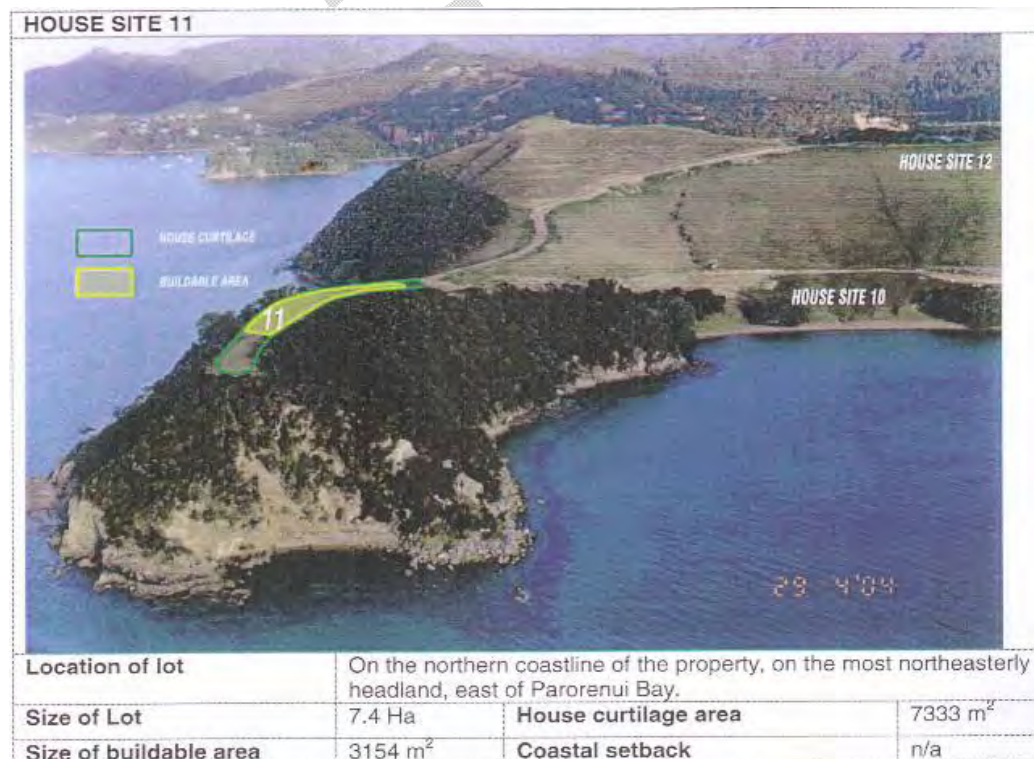 HOUSE SITE 11
HOUSE SITE 12
HOUSE CURTILAGE
BUILDABLE AREA
HOUSE SITE 10
11
29 4'04
Location of lot On the northern coastline of the property, on the most northeasterly
headland, east of Parorenui Bay.
Size of Lot 7.4 Ha House curtilage area 7333 m²
Size of buildable area 3154 m² Coastal setback n/a